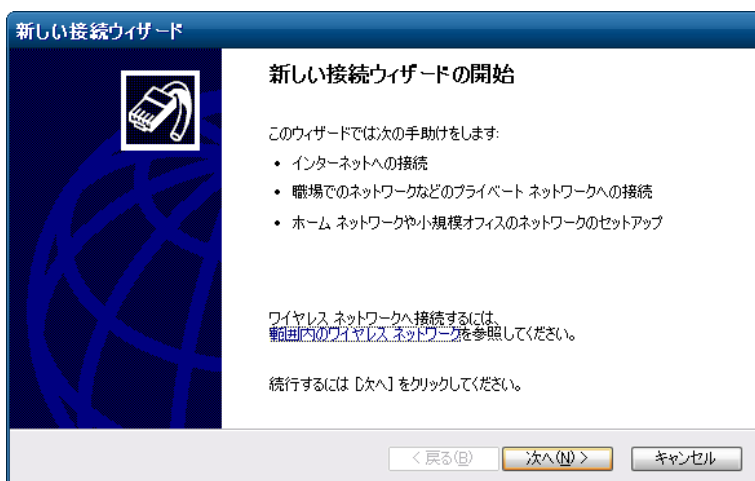 新しい接続ウィザード
新しい接続ウィザードの開始
このウィザードでは次の手助けをします:
• インターネットへの接続
• 職場でのネットワークなどのプライベート ネットワークへの接続
• ホーム ネットワークや小規模オフィスのネットワークのセットアップ
ワイヤレス ネットワークへ接続するには、
範囲内のワイヤレス ネットワークを参照してください。
続行するには [次へ] をクリックしてください。
< 戻る(B) 次へ(N) > キャンセル